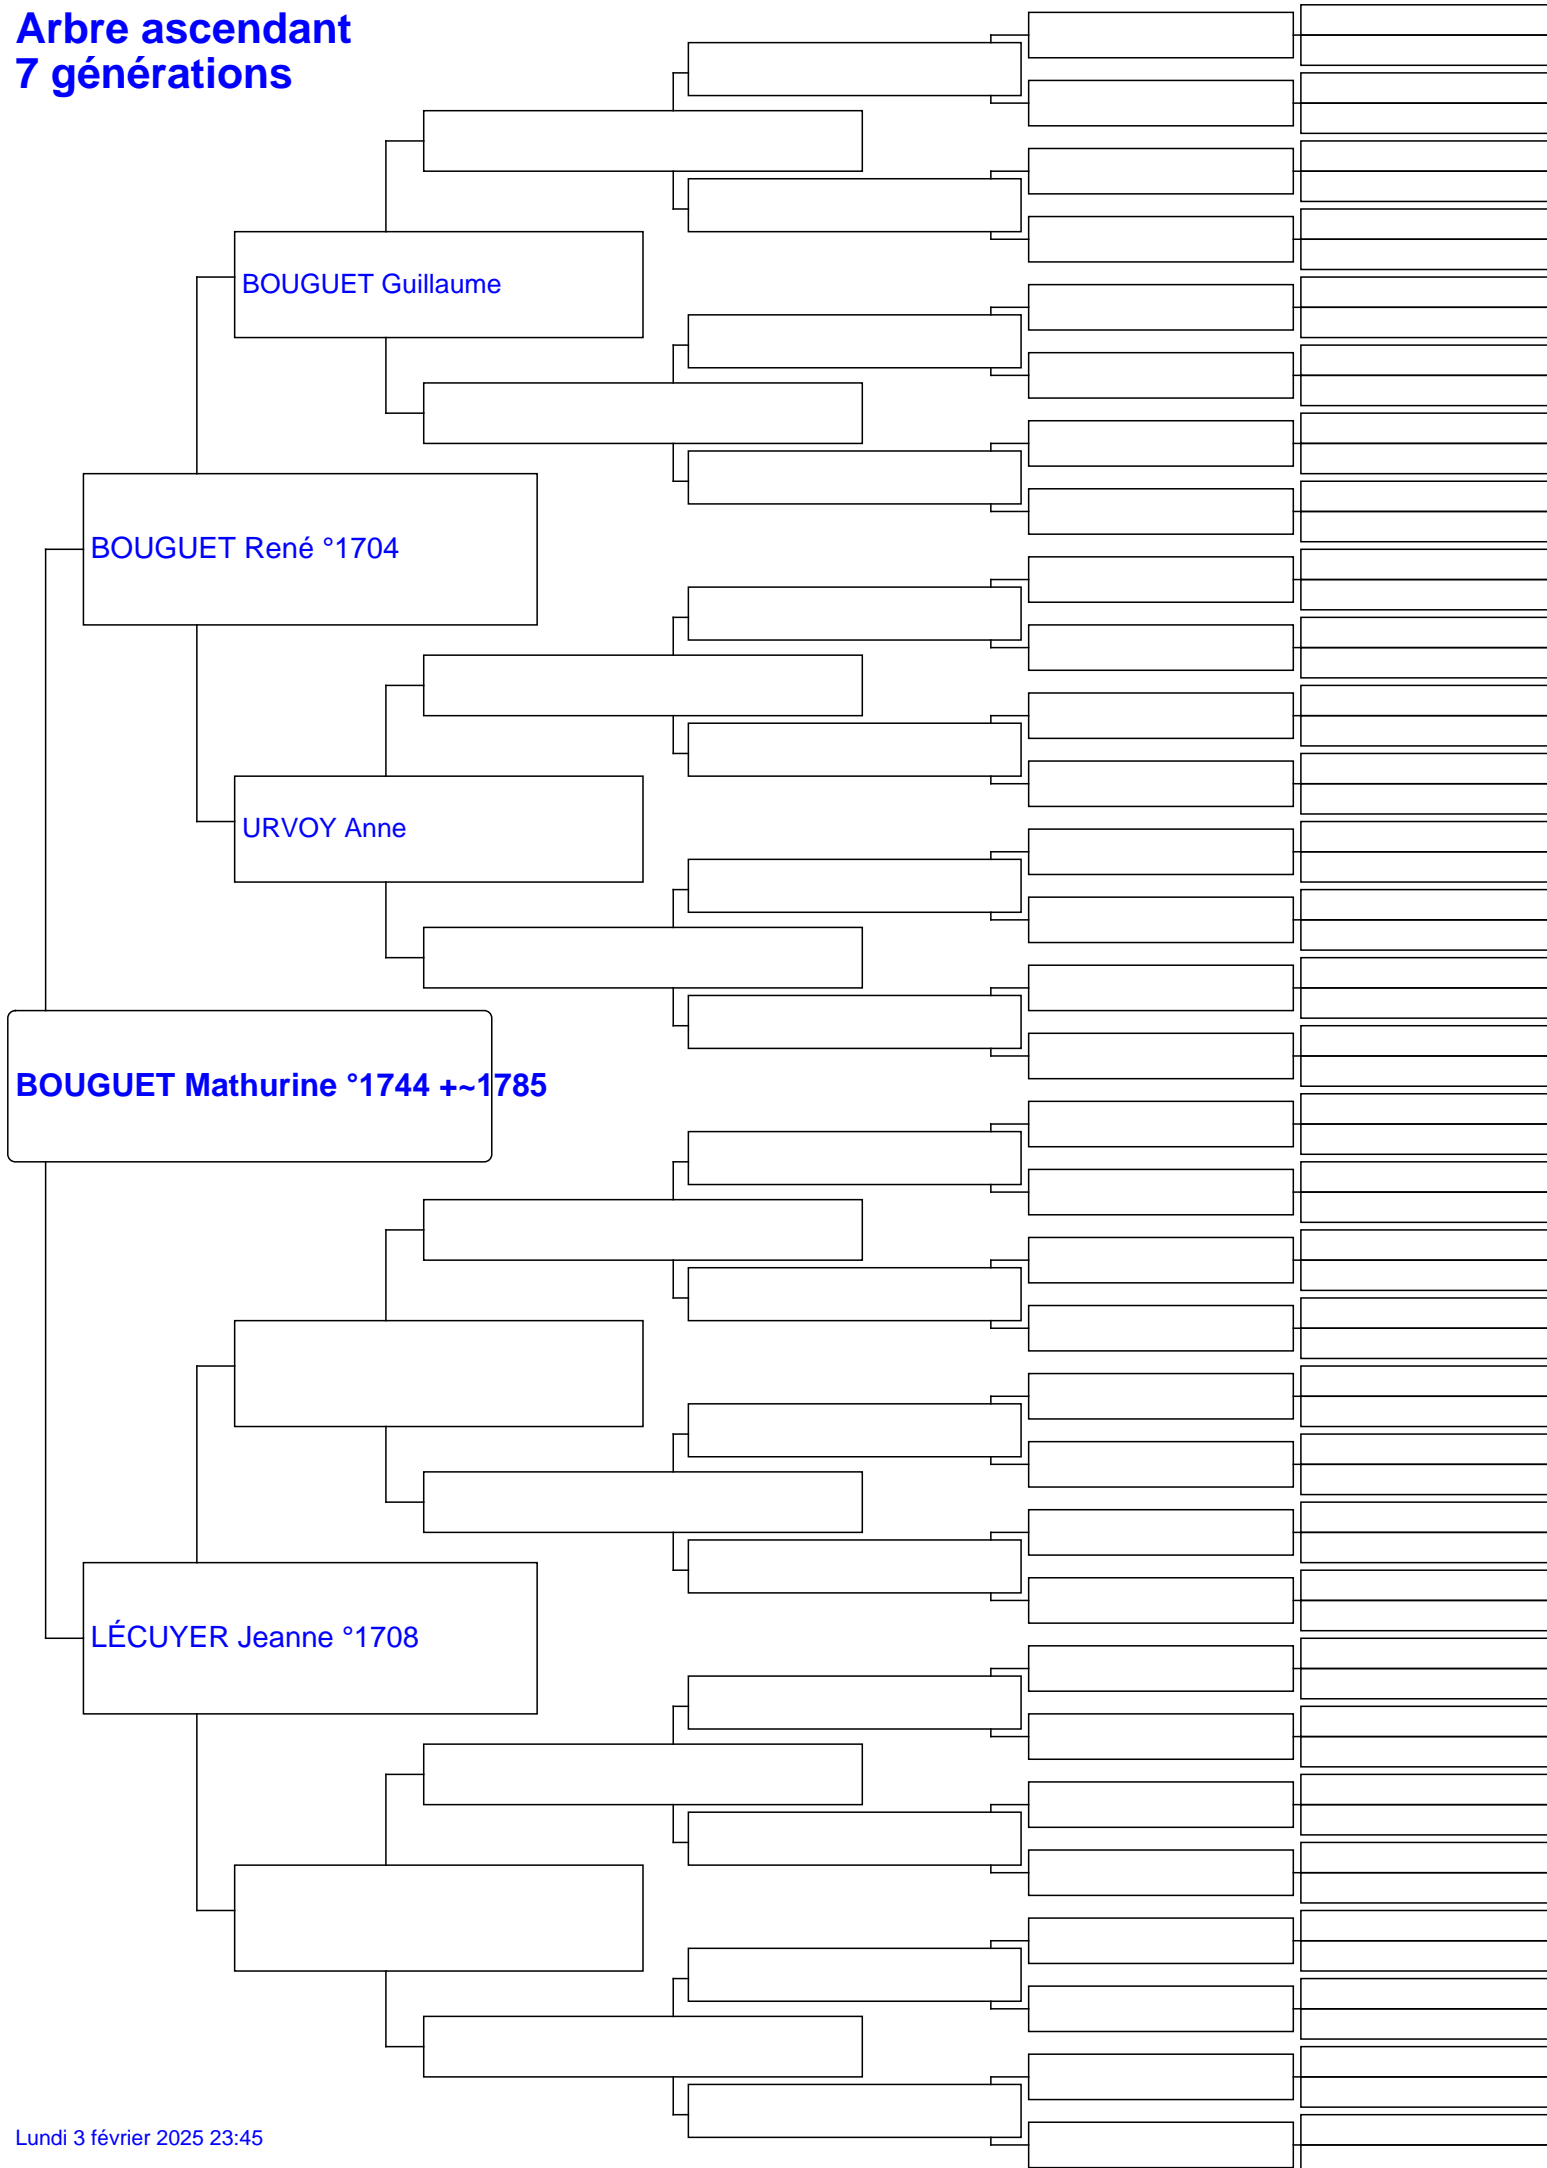 Arbre ascendant
7 générations
BOUGUET Guillaume
BOUGUET René °1704
URVOY Anne
BOUGUET Mathurine °1744 +~1785
LÉCUYER Jeanne °1708
Lundi 3 février 2025 23:45